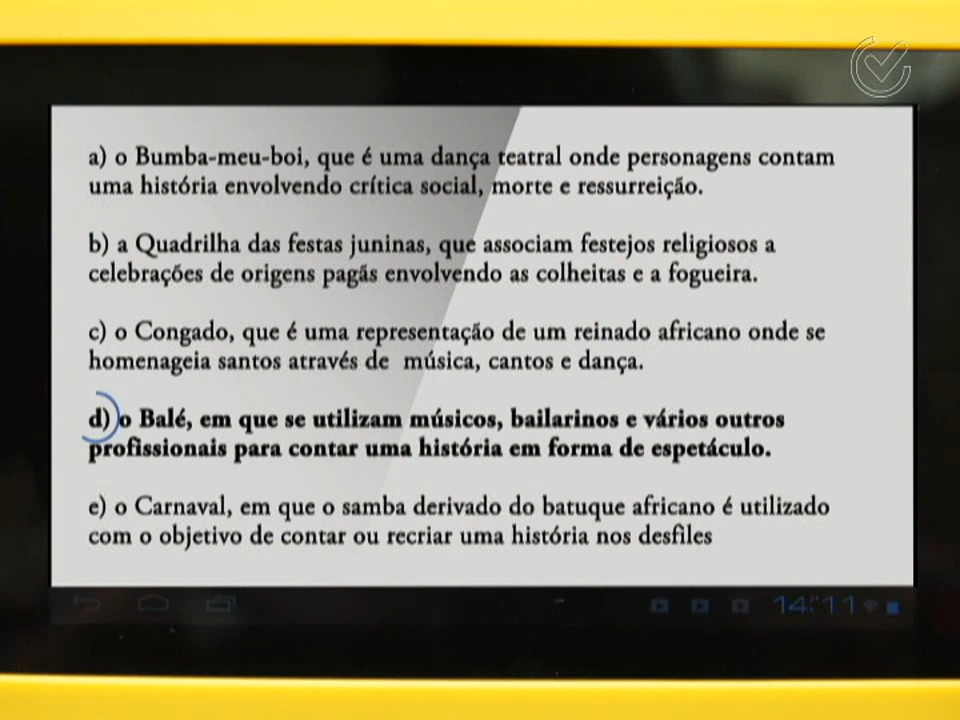 a) o Bumba-meu-boi, que é uma dança teatral onde personagens contam
uma história envolvendo crítica social, morte e ressurreição.
b) a Quadrilha das festas juninas, que associam festejos religiosos a
celebrações de origens pagãs envolvendo as colheitas e a fogueira.
c) o Congado, que é uma representação de um reinado africano onde se
homenageia santos através de  música, cantos e dança.
d) o Balé, em que se utilizam músicos, bailarinos e vários outros
profissionais para contar uma história em forma de espetáculo.
e) o Carnaval, em que o samba derivado do batuque africano é utilizado
com o objetivo de contar ou recriar uma história nos desfiles
14:11